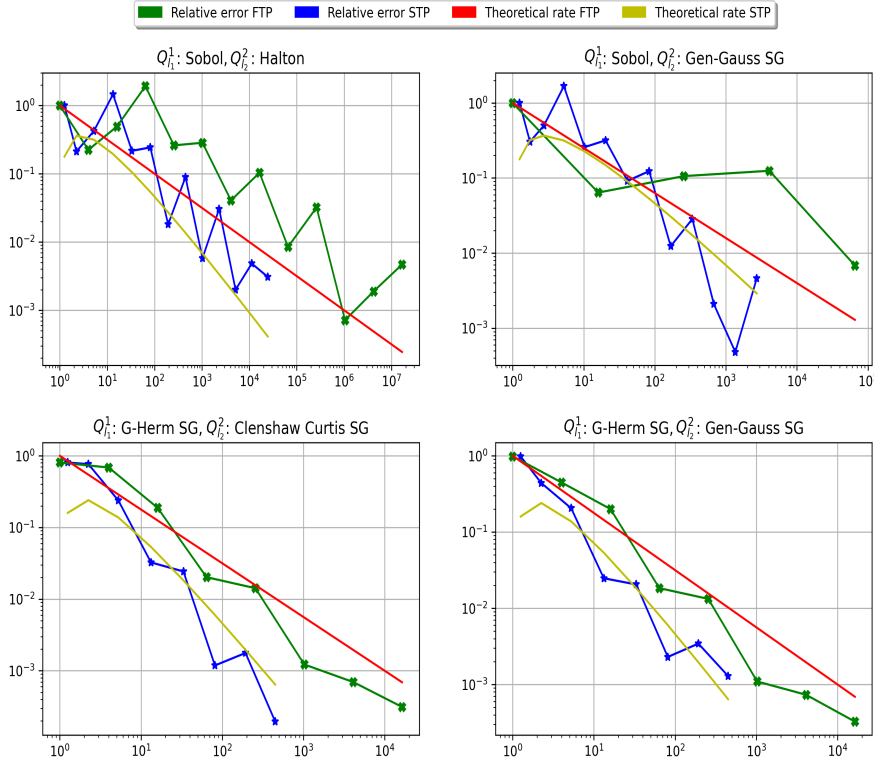 Relative error FTP Relative error STP Theoretical rate FTP Theoretical rate STP
Q^1_{l_1}: Sobol, Q^2_{l_2}: Halton
10^0
10^{-1}
10^{-2}
10^{-3}
10^0 10^1 10^2 10^3 10^4 10^5 10^6 10^7
Q^1_{l_1}: Sobol, Q^2_{l_2}: Gen-Gauss SG
10^0
10^{-1}
10^{-2}
10^{-3}
10^0 10^1 10^2 10^3 10^4 10
Q^1_{l_1}: G-Herm SG, Q^2_{l_2}: Clenshaw Curtis SG
10^0
10^{-1}
10^{-2}
10^{-3}
10^0 10^1 10^2 10^3 10^4
Q^1_{l_1}: G-Herm SG, Q^2_{l_2}: Gen-Gauss SG
10^0
10^{-1}
10^{-2}
10^{-3}
10^0 10^1 10^2 10^3 10^4